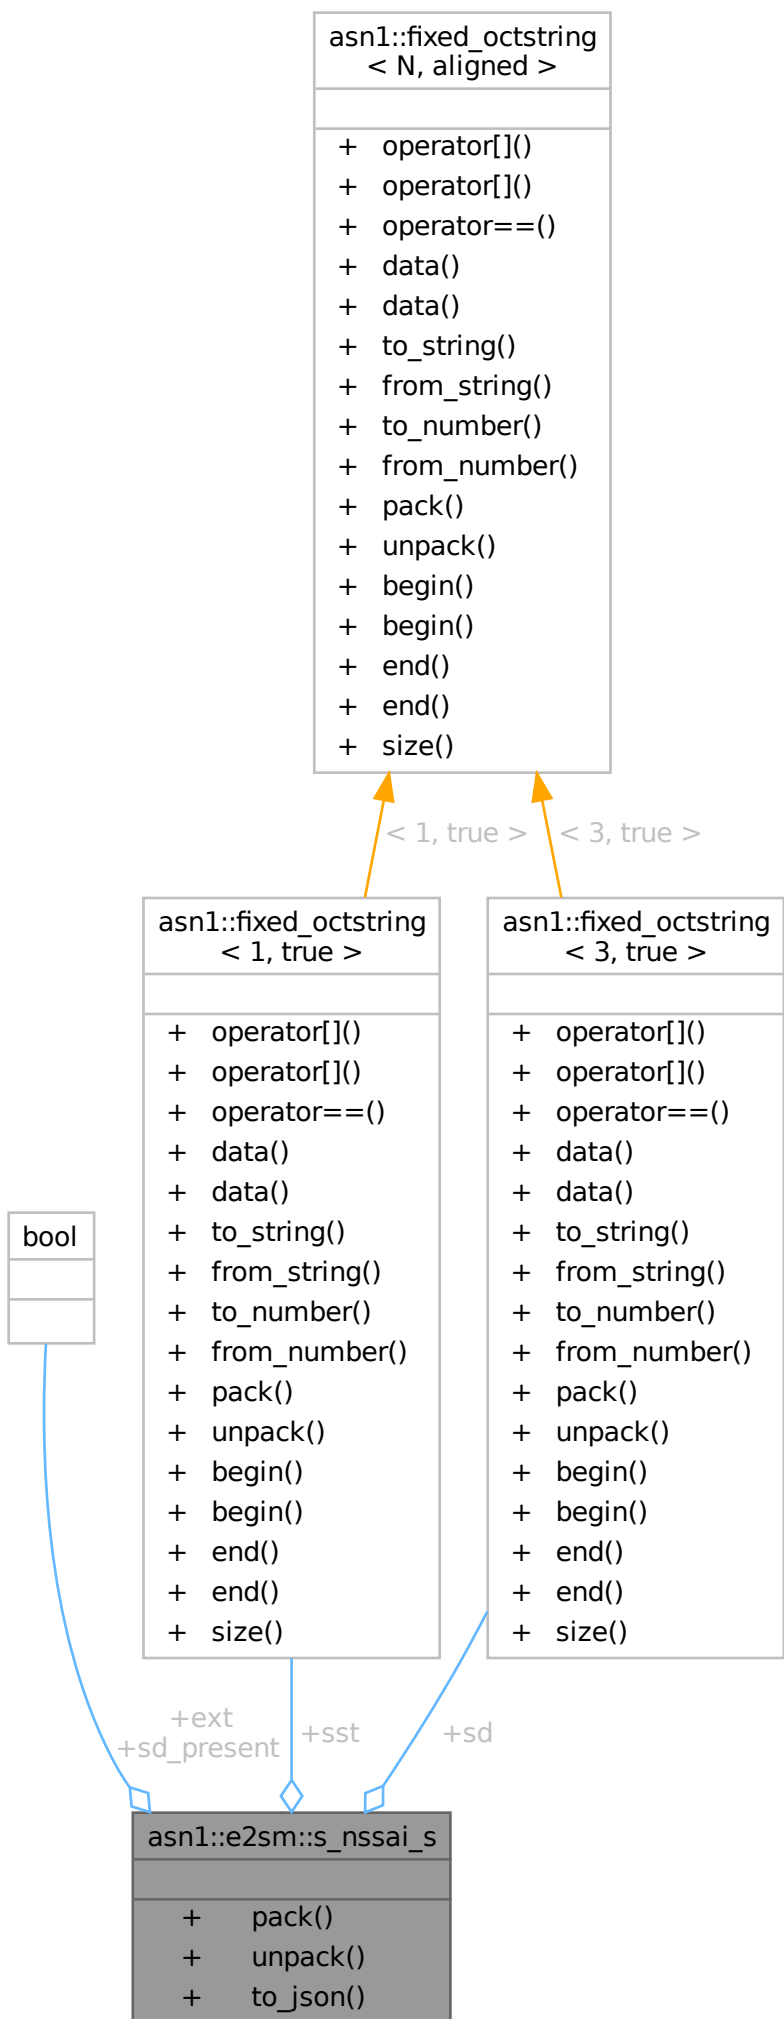 asn1::fixed_octstring
< N, aligned >
+ operator[]()
+ operator[]()
+ operator==()
+ data()
+ data()
+ to_string()
+ from_string()
+ to_number()
+ from_number()
+ pack()
+ unpack()
+ begin()
+ begin()
+ end()
+ end()
+ size()
< 1, true >
< 3, true >
asn1::fixed_octstring
< 1, true >
+ operator[]()
+ operator[]()
+ operator==()
+ data()
+ data()
+ to_string()
+ from_string()
+ to_number()
+ from_number()
+ pack()
+ unpack()
+ begin()
+ begin()
+ end()
+ end()
+ size()
asn1::fixed_octstring
< 3, true >
+ operator[]()
+ operator[]()
+ operator==()
+ data()
+ data()
+ to_string()
+ from_string()
+ to_number()
+ from_number()
+ pack()
+ unpack()
+ begin()
+ begin()
+ end()
+ end()
+ size()
bool
+ext
+sd_present
+sst
+sd
asn1::e2sm::s_nssai_s
+ pack()
+ unpack()
+ to_json()